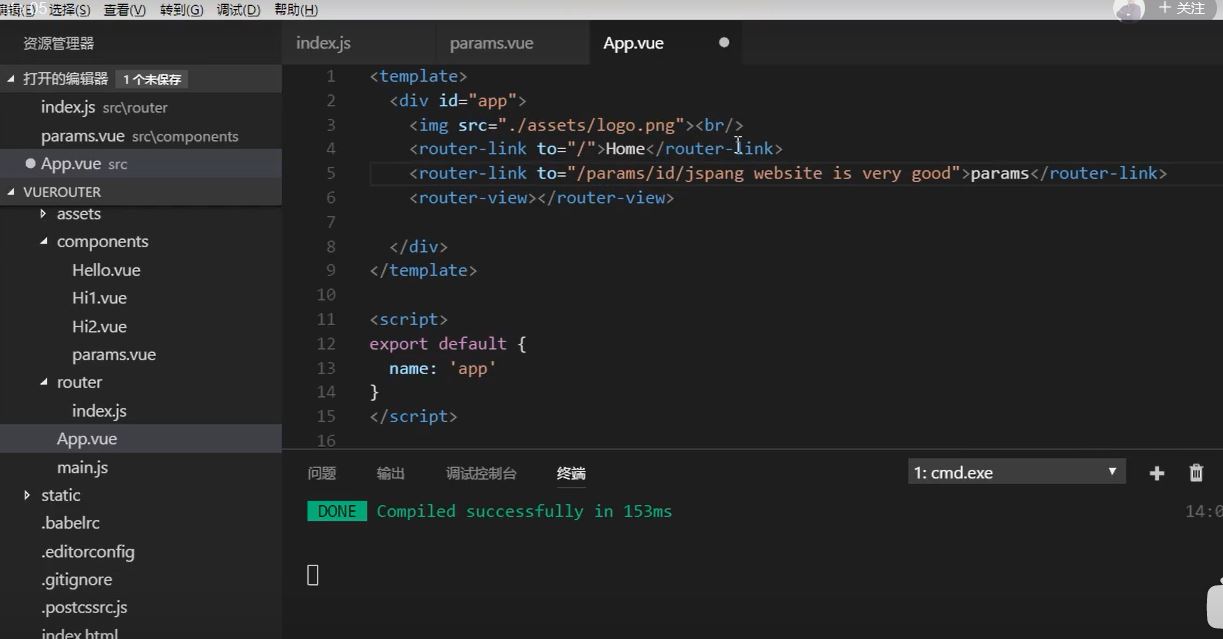 选择(S) 查看(V) 转到(G) 调试(D) 帮助(H)
+ 关注
资源管理器
index.js params.vue App.vue
打开的编辑器 1 个未保存
index.js src\router
params.vue src\components
App.vue src
VUEROUTER
assets
components
Hello.vue
Hi1.vue
Hi2.vue
params.vue
router
index.js
App.vue
main.js
static
.babelrc
.editorconfig
.gitignore
.postcssrc.js
index.html
1 <template>
2 <div id="app">
3 <img src="./assets/logo.png"><br/>
4 <router-link to="/">Home</router-link>
5 <router-link to="/params/id/jspang website is very good">params</router-link>
6 <router-view></router-view>
7
8 </div>
9 </template>
10
11 <script>
12 export default {
13 name: 'app'
14 }
15 </script>
16
问题 输出 调试控制台 终端
1: cmd.exe
DONE Compiled successfully in 153ms
14:0